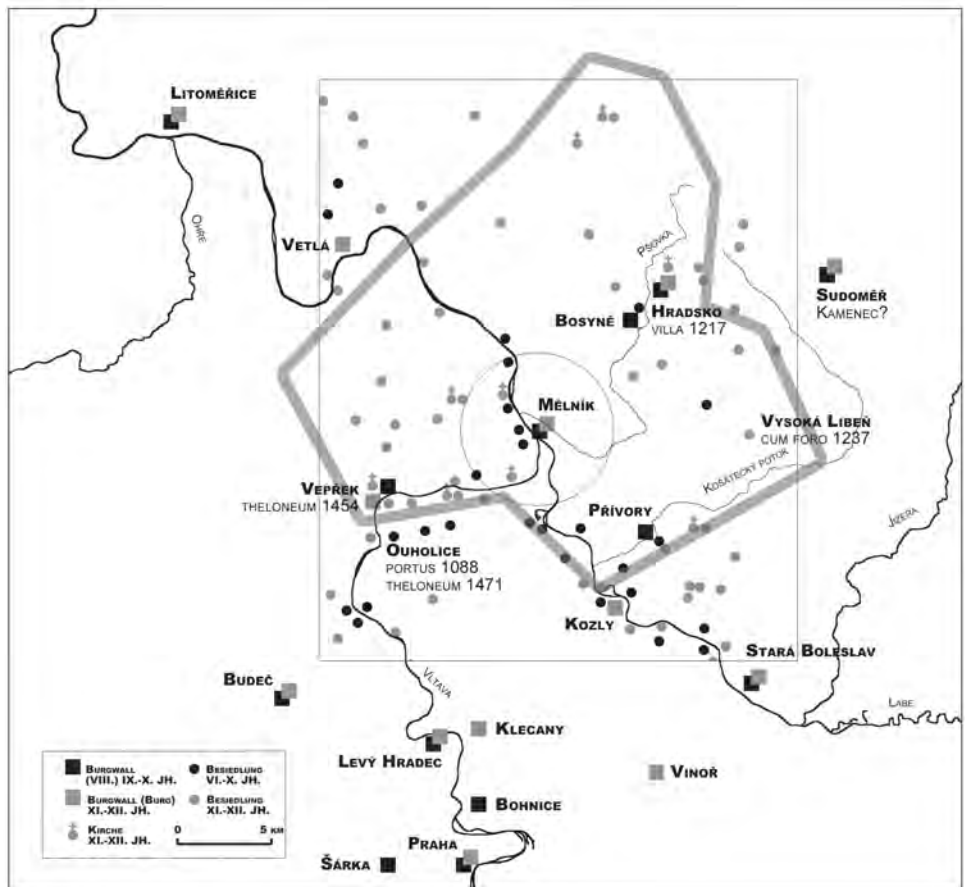 Litoměřice
Ohře
Vetlá
Pšovka
Bosyně
Hradsko
villa 1217
Sudoměř
Kamenec?
Mělník
Vysoká Libeň
cum foro 1237
Košátecký potok
Vepřek
theloneum 1454
Přívory
Jizera
Ouholice
portus 1088
theloneum 1471
Kozly
Stará Boleslav
Budeč
Vltava
Labe
Klecany
Levý Hradec
Vinoř
Bohnice
Praha
Šárka
Burgwall
(VIII.) IX.-X. Jh.
Burgwall (Burg)
XI.-XII. Jh.
Kirche
XI.-XII. Jh.
Besiedlung
VI.-X. Jh.
Besiedlung
XI.-XII. Jh.
0 5 km